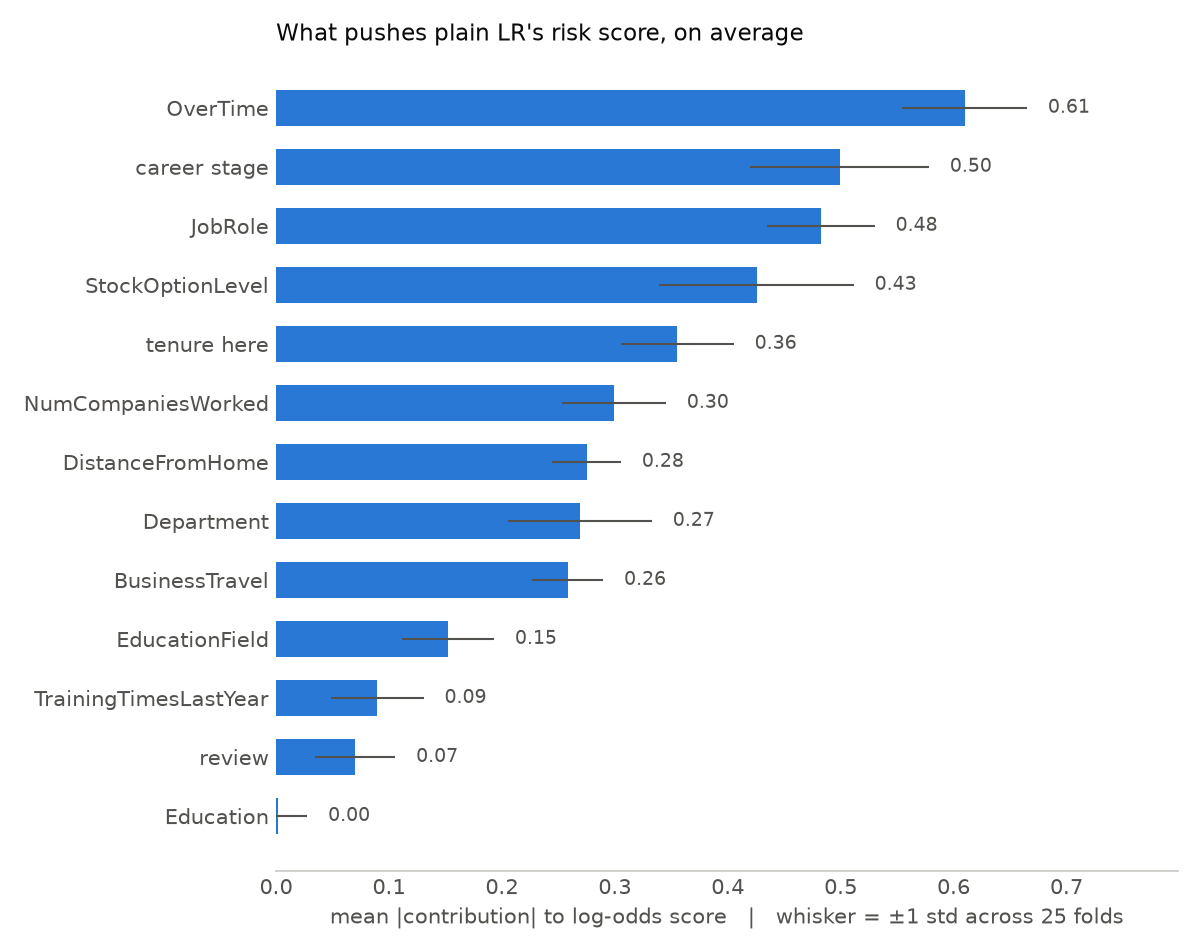 What pushes plain LR's risk score, on average
OverTime 0.61
career stage 0.50
JobRole 0.48
StockOptionLevel 0.43
tenure here 0.36
NumCompaniesWorked 0.30
DistanceFromHome 0.28
Department 0.27
BusinessTravel 0.26
EducationField 0.15
TrainingTimesLastYear 0.09
review 0.07
Education 0.00
0.0 0.1 0.2 0.3 0.4 0.5 0.6 0.7
mean |contribution| to log-odds score | whisker = ±1 std across 25 folds